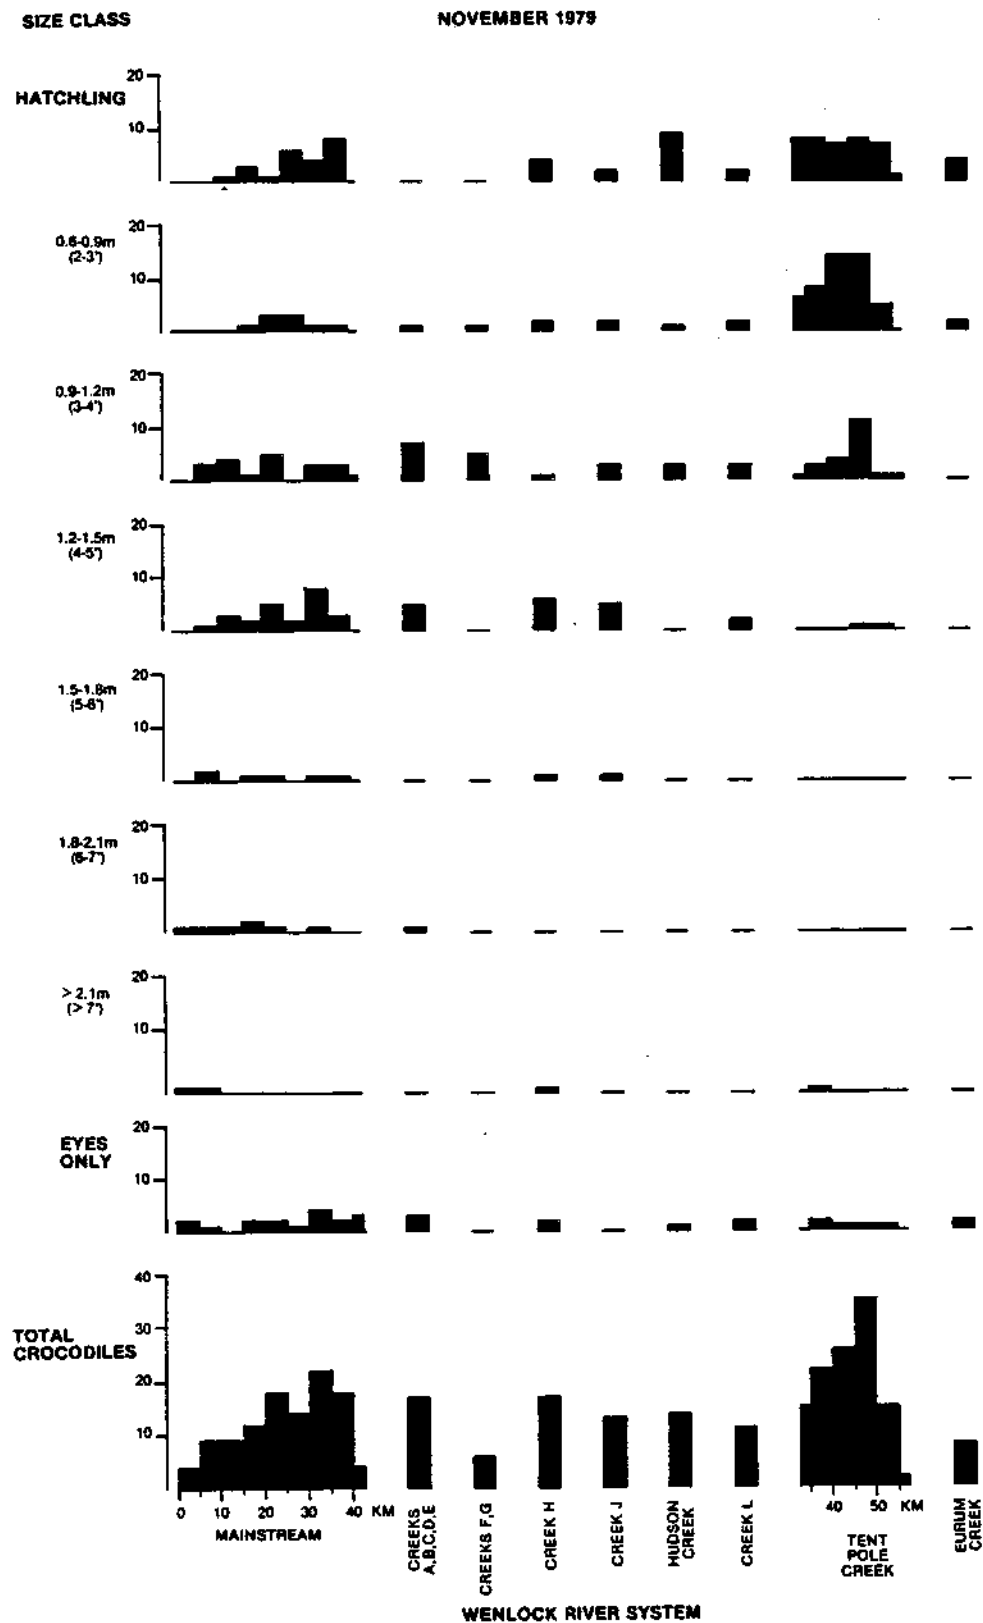 SIZE CLASS
NOVEMBER 1979
HATCHLING
20
10
0.6-0.9m
(2-3')
20
10
0.9-1.2m
(3-4')
20
10
1.2-1.5m
(4-5')
20
10
1.5-1.8m
(5-6')
20
10
1.8-2.1m
(6-7')
20
10
> 2.1m
(> 7')
20
10
EYES
ONLY
20
10
TOTAL
CROCODILES
40
30
20
10
0 10 20 30 40 KM
MAINSTREAM
CREEKS
A,B,C,D,E
CREEKS F,G
CREEK H
CREEK J
HUDSON
CREEK
CREEK L
40 50 KM
TENT
POLE
CREEK
EURUM
CREEK
WENLOCK RIVER SYSTEM